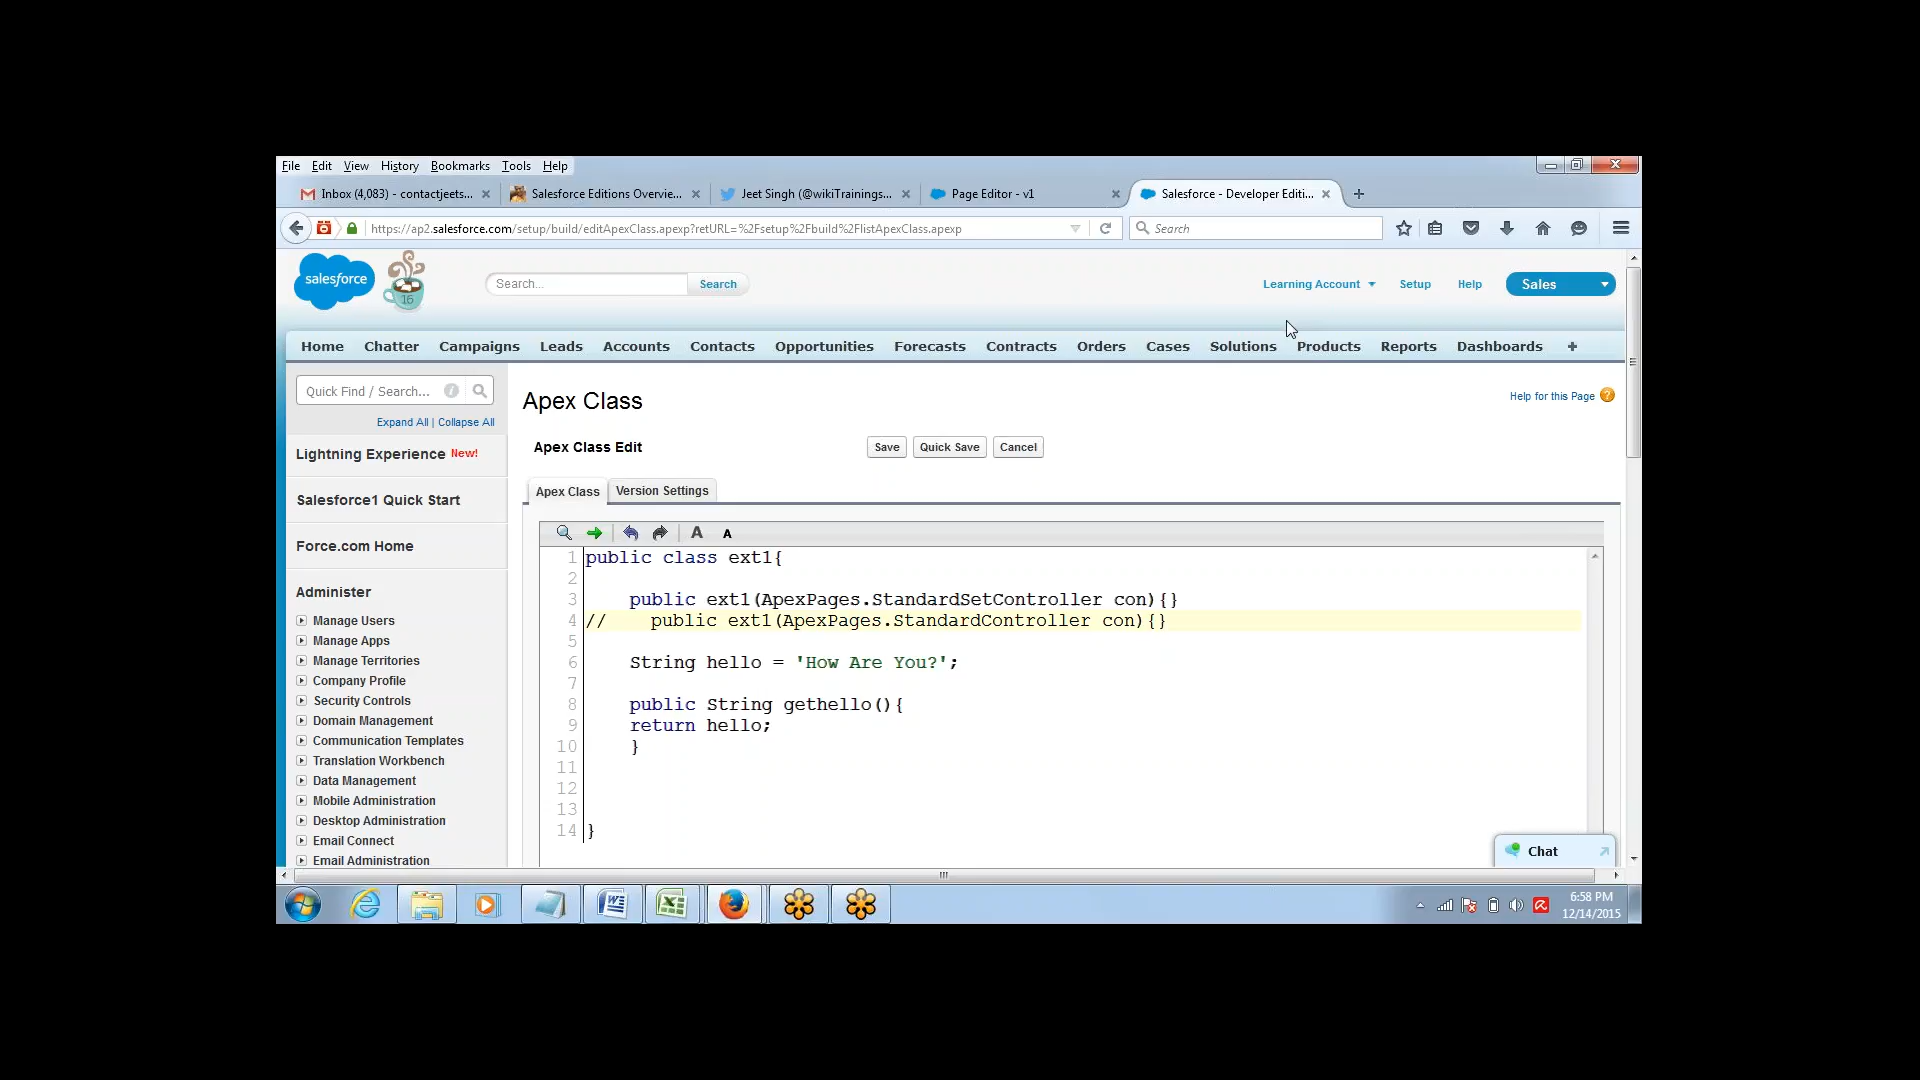 File Edit View History Bookmarks Tools Help
Inbox (4,083) - contactjeets... Salesforce Editions Overvie... Jeet Singh (@wikiTrainings... Page Editor - v1 Salesforce - Developer Editi...
https://ap2.salesforce.com/setup/build/editApexClass.apexp?retURL=%2Fsetup%2Fbuild%2FlistApexClass.apexp Search
salesforce 16 Search... Search Learning Account Setup Help Sales
Home Chatter Campaigns Leads Accounts Contacts Opportunities Forecasts Contracts Orders Cases Solutions Products Reports Dashboards +
Quick Find / Search...
Expand All | Collapse All
Lightning Experience New!
Salesforce1 Quick Start
Force.com Home
Administer
Manage Users
Manage Apps
Manage Territories
Company Profile
Security Controls
Domain Management
Communication Templates
Translation Workbench
Data Management
Mobile Administration
Desktop Administration
Email Connect
Email Administration
Apex Class
Help for this Page ?
Apex Class Edit Save Quick Save Cancel
Apex Class Version Settings
A A
1 public class ext1{
2
3 public ext1(ApexPages.StandardSetController con){}
4 // public ext1(ApexPages.StandardController con){}
5
6 String hello = 'How Are You?';
7
8 public String gethello(){
9 return hello;
10 }
11
12
13
14 }
Chat
6:58 PM
12/14/2015